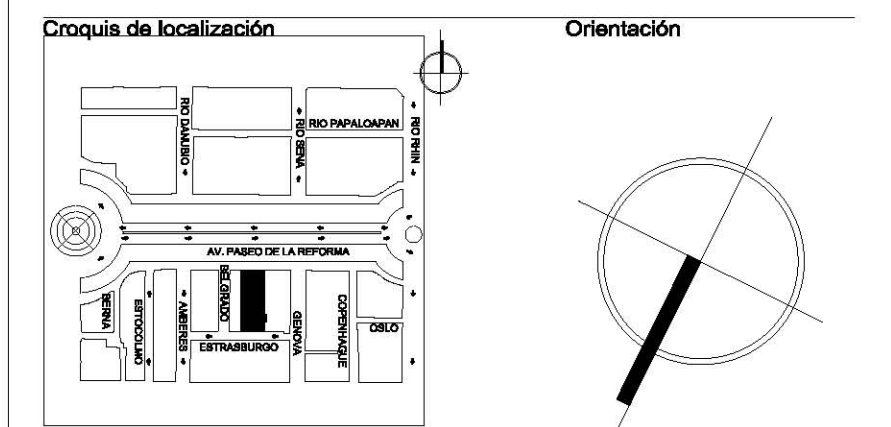 Croquis de localización
Orientación
RIO DANUBIO
RIO SENA
RIO PAPALOAPAN
RIO RHIN
AV. PASEO DE LA REFORMA
BERNA
ESTOCOLMO
AMBERES
BELGRADO
ESTRASBURGO
GENOVA
COPENHAGUE
OSLO